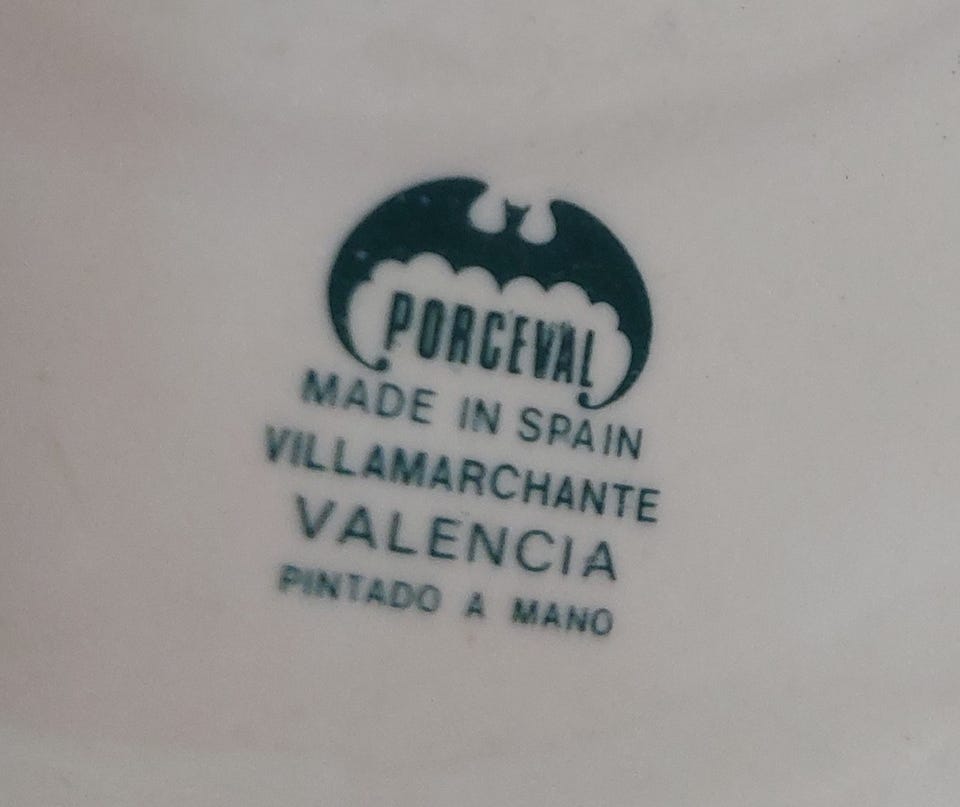 PORCEVAL
MADE IN SPAIN
VILLAMARCHANTE
VALENCIA
PINTADO A MANO